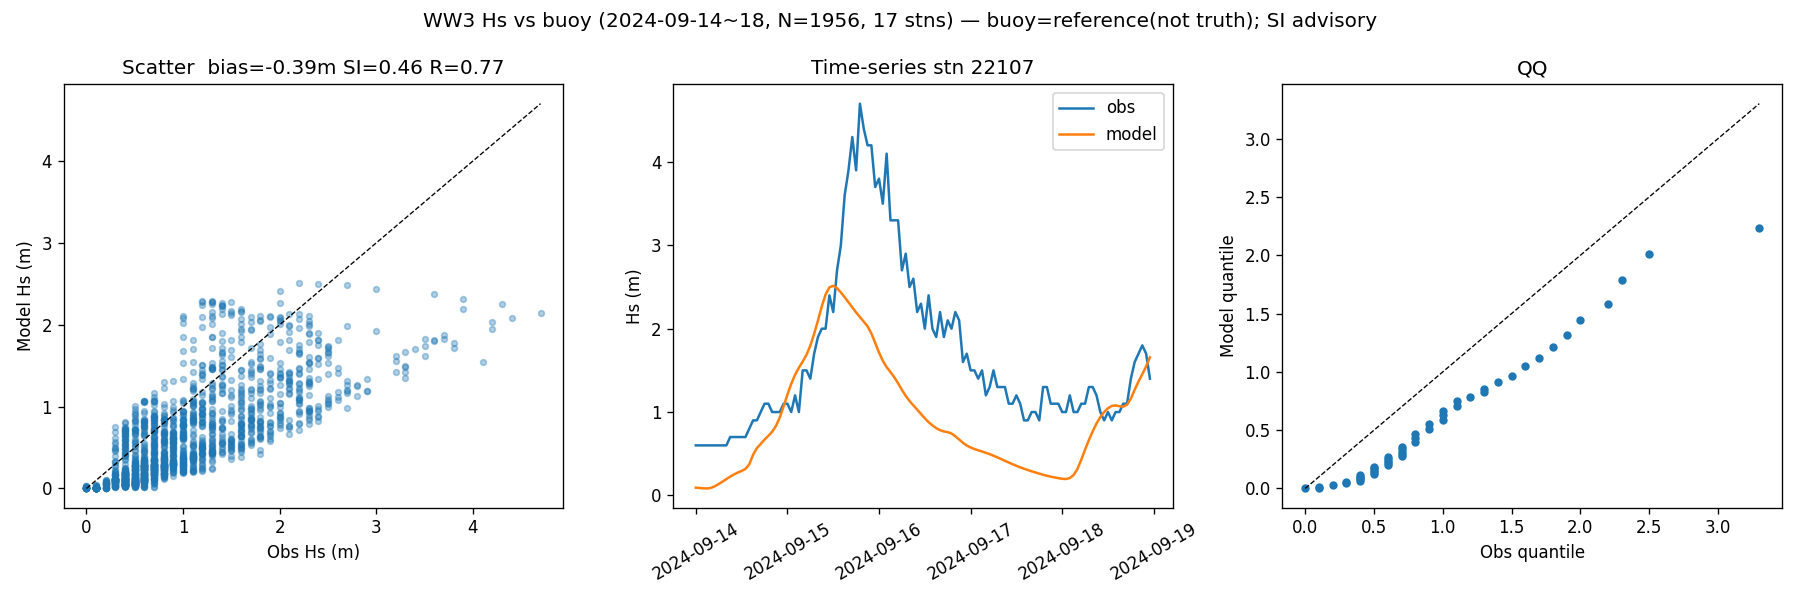 WW3 Hs vs buoy (2024-09-14~18, N=1956, 17 stns) — buoy=reference(not truth); SI advisory
Scatter  bias=-0.39m SI=0.46 R=0.77
Model Hs (m)
4
3
2
1
0
0 1 2 3 4
Obs Hs (m)
Time-series stn 22107
obs
model
Hs (m)
4
3
2
1
0
2024-09-14 2024-09-15 2024-09-16 2024-09-17 2024-09-18 2024-09-19
QQ
Model quantile
3.0
2.5
2.0
1.5
1.0
0.5
0.0
0.0 0.5 1.0 1.5 2.0 2.5 3.0
Obs quantile